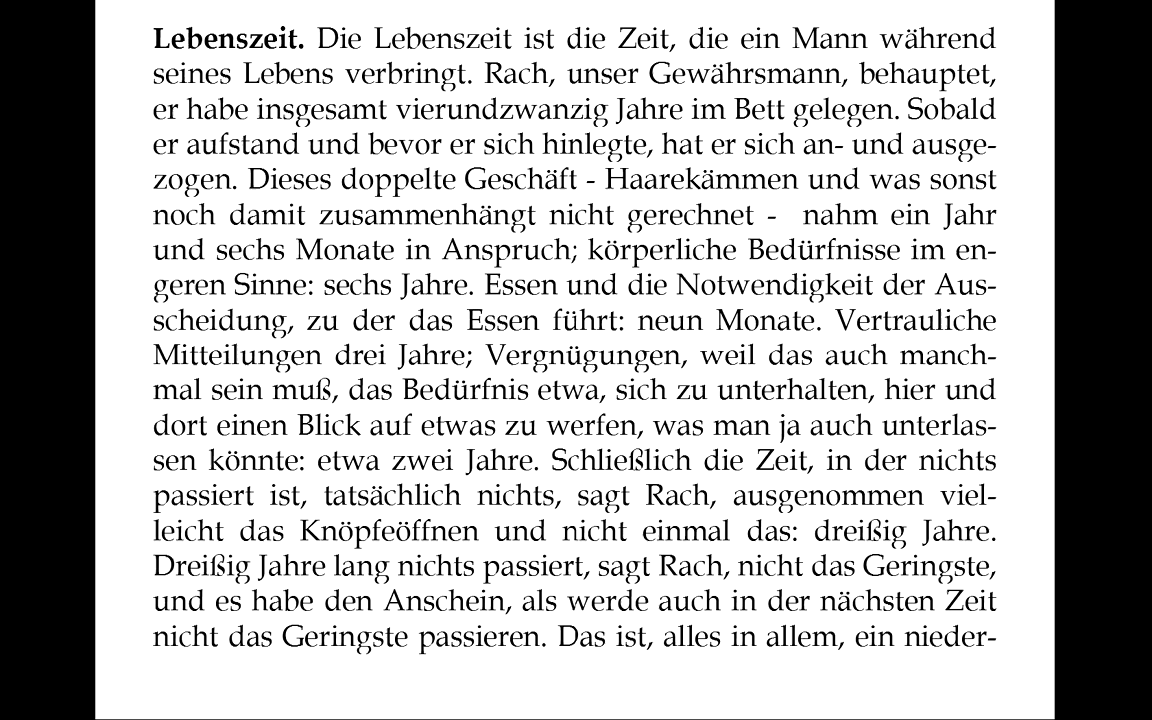 Lebenszeit. Die Lebenszeit ist die Zeit, die ein Mann während
seines Lebens verbringt. Rach, unser Gewährsmann, behauptet,
er habe insgesamt vierundzwanzig Jahre im Bett gelegen. Sobald
er aufstand und bevor er sich hinlegte, hat er sich an- und ausge-
zogen. Dieses doppelte Geschäft - Haarekämmen und was sonst
noch damit zusammenhängt nicht gerechnet -  nahm ein Jahr
und sechs Monate in Anspruch; körperliche Bedürfnisse im en-
geren Sinne: sechs Jahre. Essen und die Notwendigkeit der Aus-
scheidung, zu der das Essen führt: neun Monate. Vertrauliche
Mitteilungen drei Jahre; Vergnügungen, weil das auch manch-
mal sein muß, das Bedürfnis etwa, sich zu unterhalten, hier und
dort einen Blick auf etwas zu werfen, was man ja auch unterlas-
sen könnte: etwa zwei Jahre. Schließlich die Zeit, in der nichts
passiert ist, tatsächlich nichts, sagt Rach, ausgenommen viel-
leicht das Knöpfeöffnen und nicht einmal das: dreißig Jahre.
Dreißig Jahre lang nichts passiert, sagt Rach, nicht das Geringste,
und es habe den Anschein, als werde auch in der nächsten Zeit
nicht das Geringste passieren. Das ist, alles in allem, ein nieder-